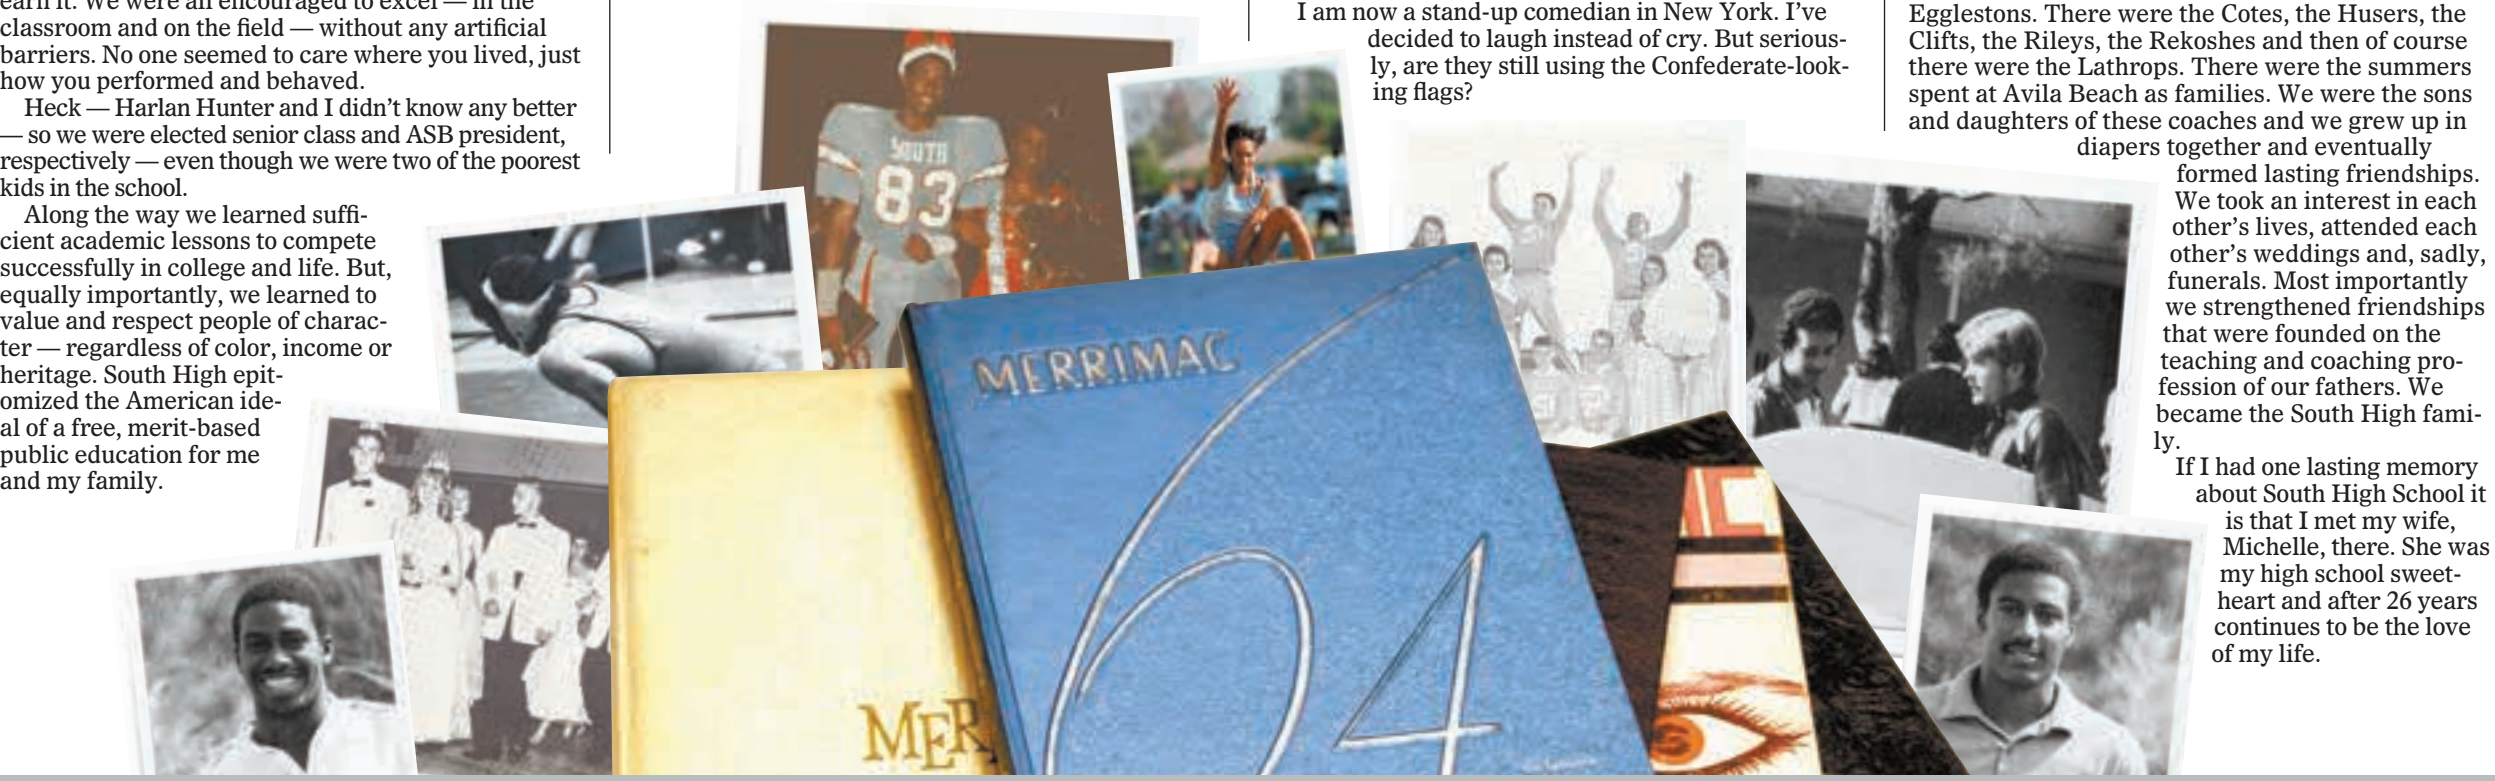 earn it. We were all encouraged to excel — in the
classroom and on the field — without any artificial
barriers. No one seemed to care where you lived, just
how you performed and behaved.
Heck — Harlan Hunter and I didn’t know any better
— so we were elected senior class and ASB president,
respectively — even though we were two of the poorest
kids in the school.
Along the way we learned suffi-
cient academic lessons to compete
successfully in college and life. But,
equally importantly, we learned to
value and respect people of charac-
ter — regardless of color, income or
heritage. South High epit-
omized the American ide-
al of a free, merit-based
public education for me
and my family.
I am now a stand-up comedian in New York. I’ve
decided to laugh instead of cry. But serious-
ly, are they still using the Confederate-look-
ing flags?
Egglestons. There were the Cotes, the Husers, the
Clifts, the Rileys, the Rekoshes and then of course
there were the Lathrops. There were the summers
spent at Avila Beach as families. We were the sons
and daughters of these coaches and we grew up in
diapers together and eventually
formed lasting friendships.
We took an interest in each
other’s lives, attended each
other’s weddings and, sadly,
funerals. Most importantly
we strengthened friendships
that were founded on the
teaching and coaching pro-
fession of our fathers. We
became the South High fami-
ly.
If I had one lasting memory
about South High School it
is that I met my wife,
Michelle, there. She was
my high school sweet-
heart and after 26 years
continues to be the love
of my life.
SOUTH
83
MERRIMAC
64
MER
AC